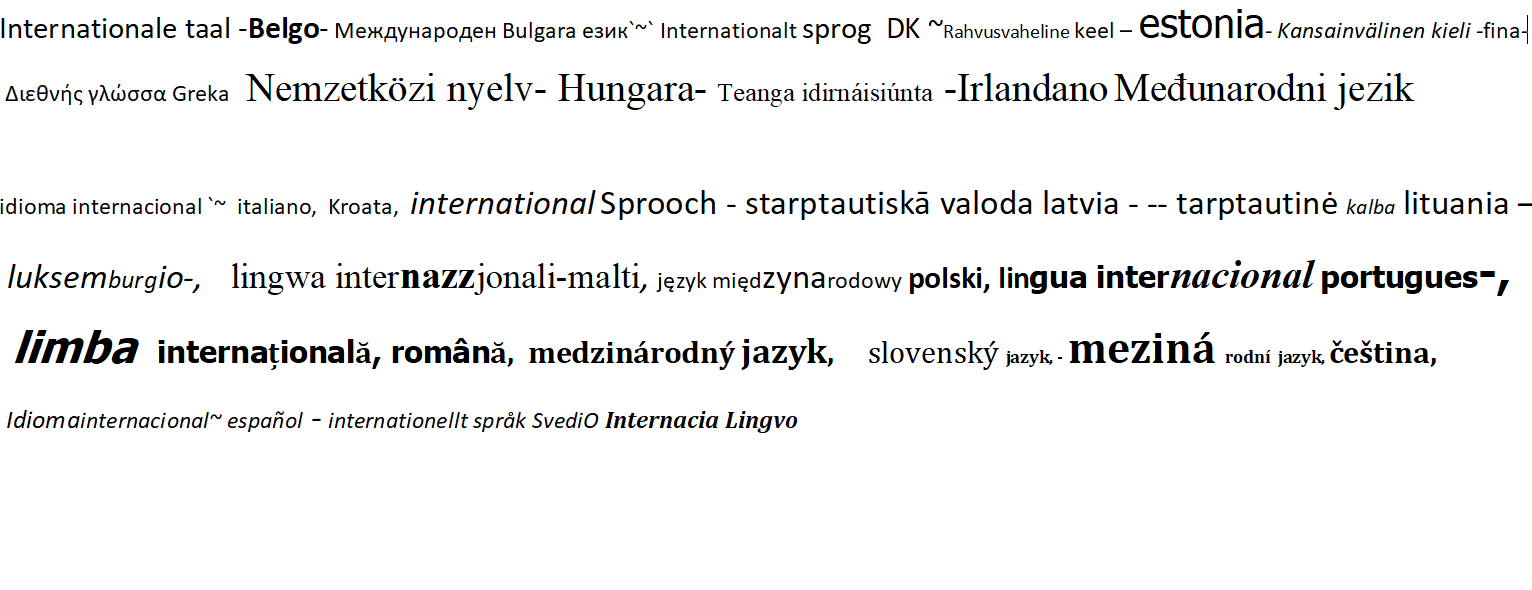 Internationale taal -Belgo- Международен Bulgara език`~` Internationalt sprog DK ~Rahvusvaheline keel – estonia- Kansainvälinen kieli -fina-
Διεθνής γλώσσα Greka Nemzetközi nyelv- Hungara- Teanga idirnáisiúnta -Irlandano Međunarodni jezik
idioma internacional `~ italiano, Kroata, international Sprooch - starptautiskā valoda latvia - -- tarptautinė kalba lituania –
luksemburgio-, lingwa internazzjonali-malti, język międzynarodowy polski, lingua internacional portugues-,
limba internațională, română, medzinárodný jazyk, slovenský jazyk, - meziná rodní jazyk, čeština,
Idiomainternacional~ español - internationellt språk SvediO Internacia Lingvo